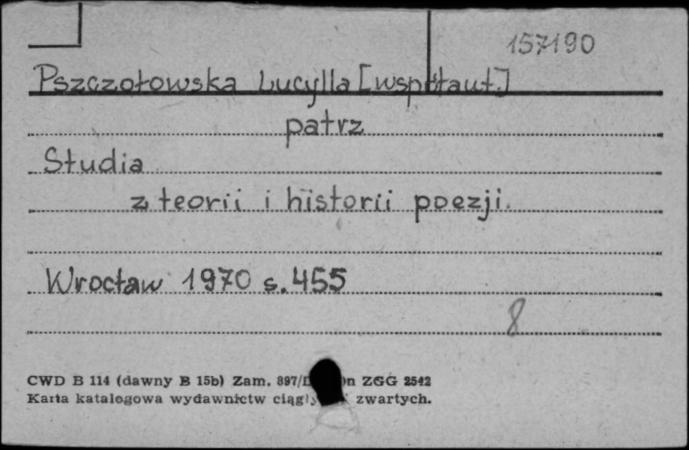 157190
Pszczołowska Lucylla [współaut.]
patrz
Studia
z teorii i historii poezji.
Wrocław 1970 s. 455
8
CWD B 114 (dawny B 15b) Zam. 897/ ZGG 2542
Karta katalogowa wydawnictw zwartych.